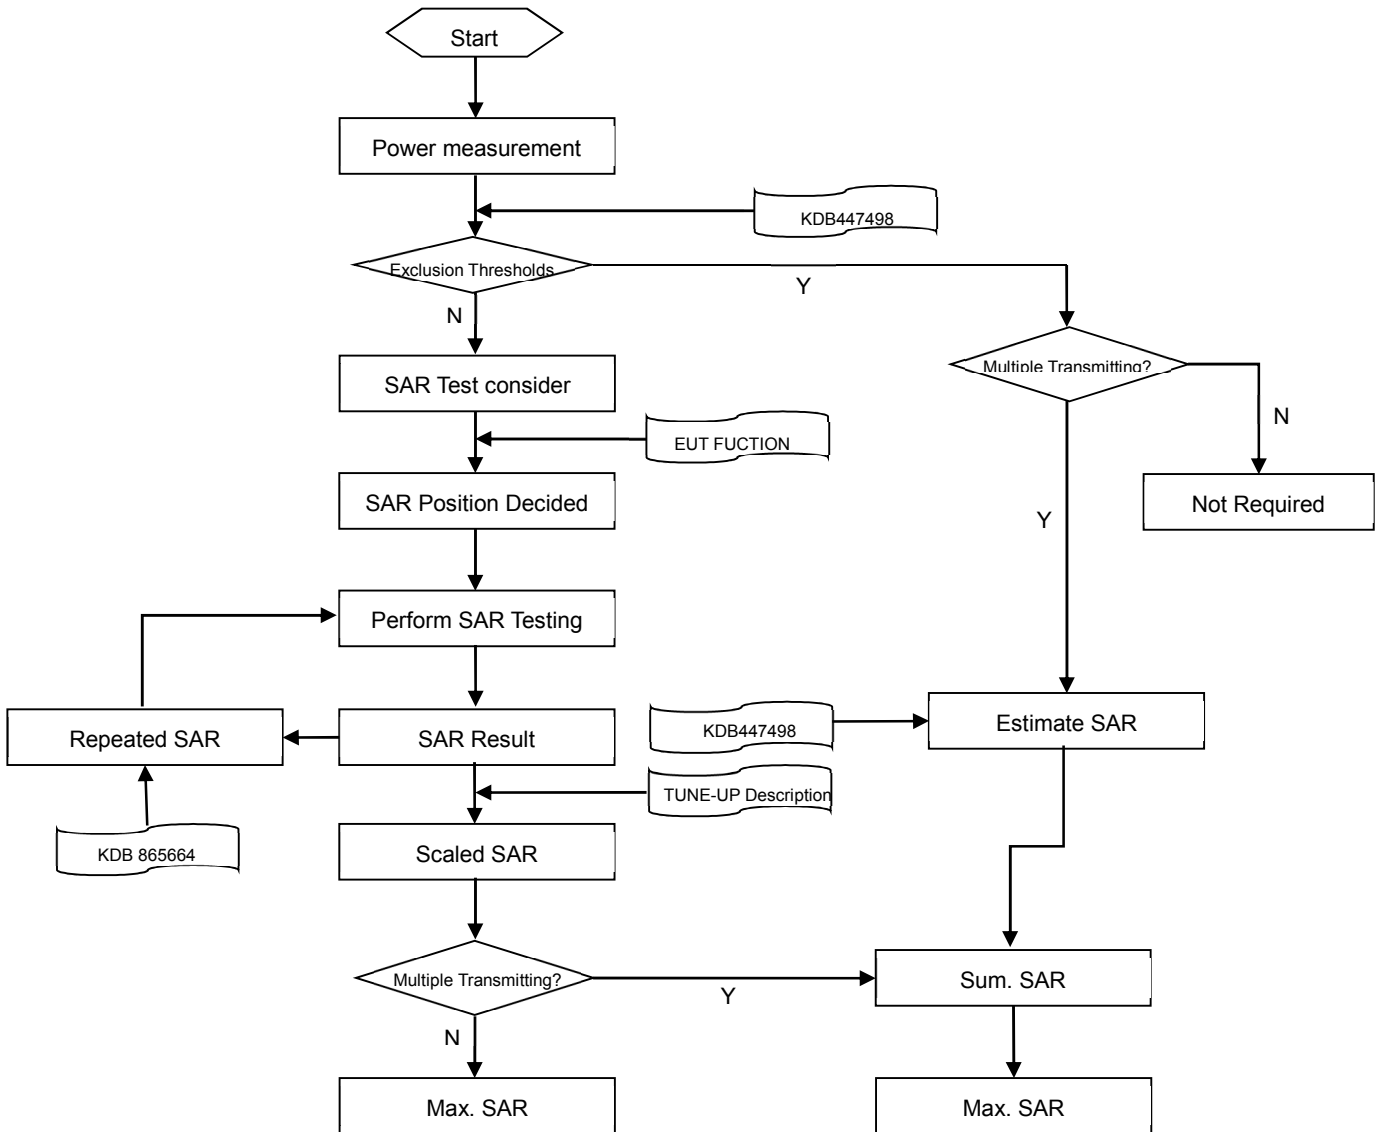 Start
Power measurement
KDB447498
Exclusion Thresholds
Y
N
Multiple Transmitting?
SAR Test consider
N
EUT FUCTION
SAR Position Decided
Not Required
Y
Perform SAR Testing
Repeated SAR
SAR Result
KDB447498
Estimate SAR
TUNE-UP Description
KDB 865664
Scaled SAR
Multiple Transmitting?
Y
Sum. SAR
N
Max. SAR
Max. SAR